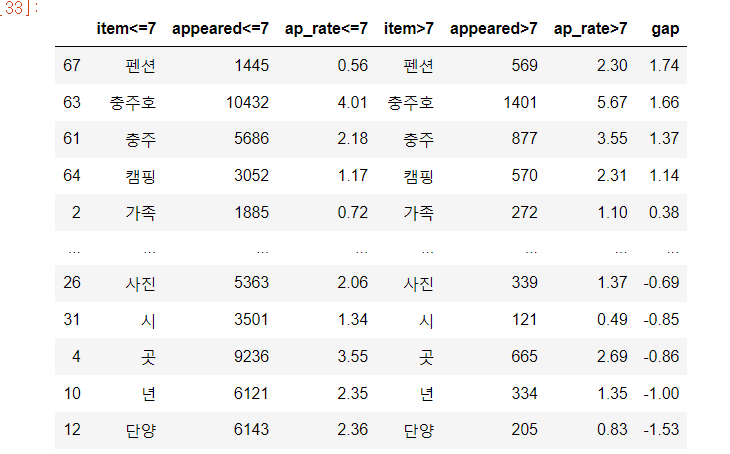 33]:
item<=7 appeared<=7 ap_rate<=7 item>7 appeared>7 ap_rate>7 gap
67 펜션 1445 0.56 펜션 569 2.30 1.74
63 충주호 10432 4.01 충주호 1401 5.67 1.66
61 충주 5686 2.18 충주 877 3.55 1.37
64 캠핑 3052 1.17 캠핑 570 2.31 1.14
2 가족 1885 0.72 가족 272 1.10 0.38
... ... ... ... ... ... ... ...
26 사진 5363 2.06 사진 339 1.37 -0.69
31 시 3501 1.34 시 121 0.49 -0.85
4 곳 9236 3.55 곳 665 2.69 -0.86
10 년 6121 2.35 년 334 1.35 -1.00
12 단양 6143 2.36 단양 205 0.83 -1.53